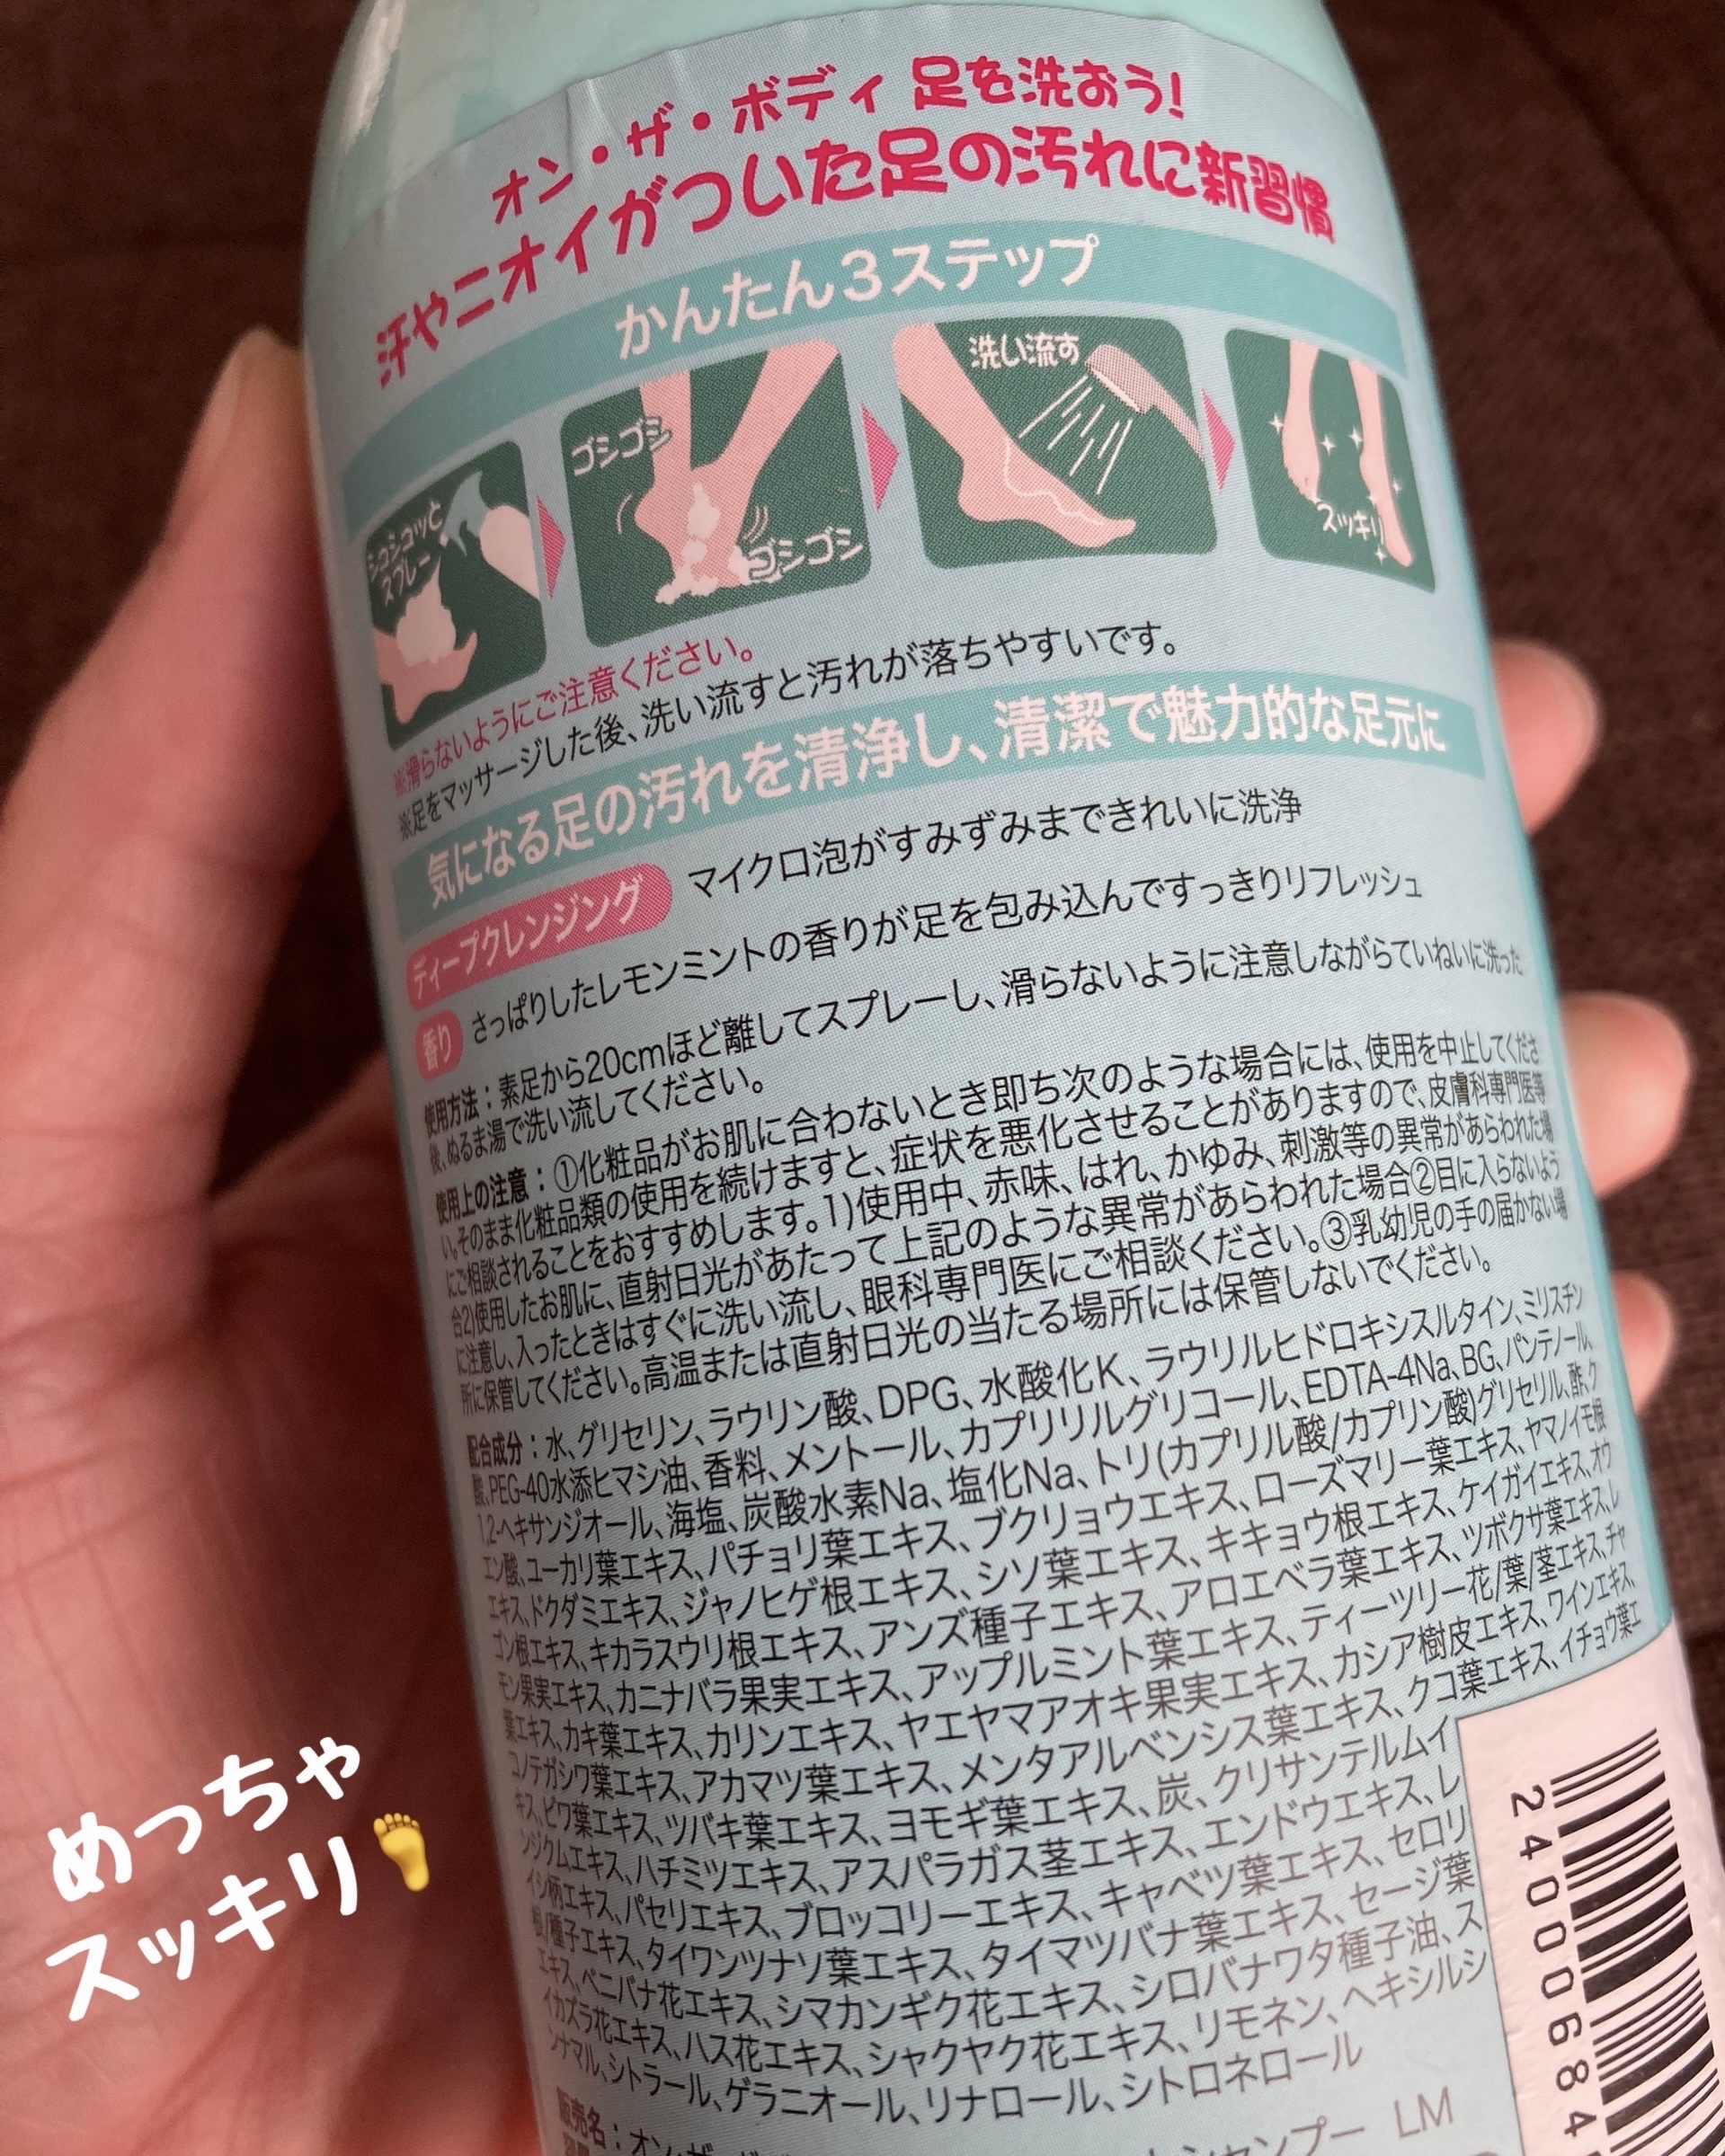 オン・ザ・ボディ 足を洗おう!
汗やニオイがついた足の汚れに新習慣
かんたん3ステップ
シュシュッと
スプレー
ゴシゴシ
ゴシゴシ
洗い流す
スッキリ
※滑らないようにご注意ください。
※足をマッサージした後、洗い流すと汚れが落ちやすいです。
気になる足の汚れを清浄し、清潔で魅力的な足元に
ディープクレンジング マイクロ泡がすみずみまできれいに洗浄
香り さっぱりしたレモンミントの香りが足を包み込んですっきりリフレッシュ
使用方法：素足から20cmほど離してスプレーし、滑らないように注意しながらていねいに洗った
後、ぬるま湯で洗い流してください。
使用上の注意：①化粧品がお肌に合わないとき即ち次のような場合には、使用を中止してくださ
い。そのまま化粧品類の使用を続けますと、症状を悪化させることがありますので、皮膚科専門医等
にご相談されることをおすすめします。1)使用中、赤味、はれ、かゆみ、刺激等の異常があらわれた場
合2)使用したお肌に、直射日光があたって上記のような異常があらわれた場合②目に入らないよう
に注意し、入ったときはすぐに洗い流し、眼科専門医にご相談ください。③乳幼児の手の届かない場
所に保管してください。高温または直射日光の当たる場所には保管しないでください。
配合成分：水、グリセリン、ラウリン酸、DPG、水酸化K、ラウリルヒドロキシスルタイン、ミリスチン
酸、PEG-40水添ヒマシ油、香料、メントール、カプリリルグリコール、EDTA-4Na、BG、パンテノール、
1,2-ヘキサンジオール、海塩、炭酸水素Na、塩化Na、トリ(カプリル酸/カプリン酸)グリセリル、酢、ク
エン酸、ユーカリ葉エキス、パチョリ葉エキス、ブクリョウエキス、ローズマリー葉エキス、ヤマノイモ根
エキス、ドクダミエキス、ジャノヒゲ根エキス、シソ葉エキス、キキョウ根エキス、ケイガイエキス、オウ
ゴン根エキス、キカラスウリ根エキス、アンズ種子エキス、アロエベラ葉エキス、ツボクサ葉エキス、レ
モン果実エキス、カニナバラ果実エキス、アップルミント葉エキス、ティーツリー花/葉/茎エキス、チャ
葉エキス、カキ葉エキス、カリンエキス、ヤエヤマアオキ果実エキス、カシア樹皮エキス、ワインエキス、
コノテガシワ葉エキス、アカマツ葉エキス、メンタアルベンシス葉エキス、クコ葉エキス、イチョウ葉エ
キス、ビワ葉エキス、ツバキ葉エキス、ヨモギ葉エキス、炭、クリサンテルムイ
ンジクムエキス、ハチミツエキス、アスパラガス茎エキス、エンドウエキス、レ
イシ柄エキス、パセリエキス、ブロッコリーエキス、キャベツ葉エキス、セロリ
根/種子エキス、タイワンツナソ葉エキス、タイマツバナ葉エキス、セージ葉
エキス、ベニバナ花エキス、シマカンギク花エキス、シロバナワタ種子油、ス
イカズラ花エキス、ハス花エキス、シャクヤク花エキス、リモネン、ヘキシルシ
ンナマル、シトラール、ゲラニオール、リナロール、シトロネロール
販売名：オン・ザ・ シャンプー LM
24000684
めっちゃ
スッキリ🦶